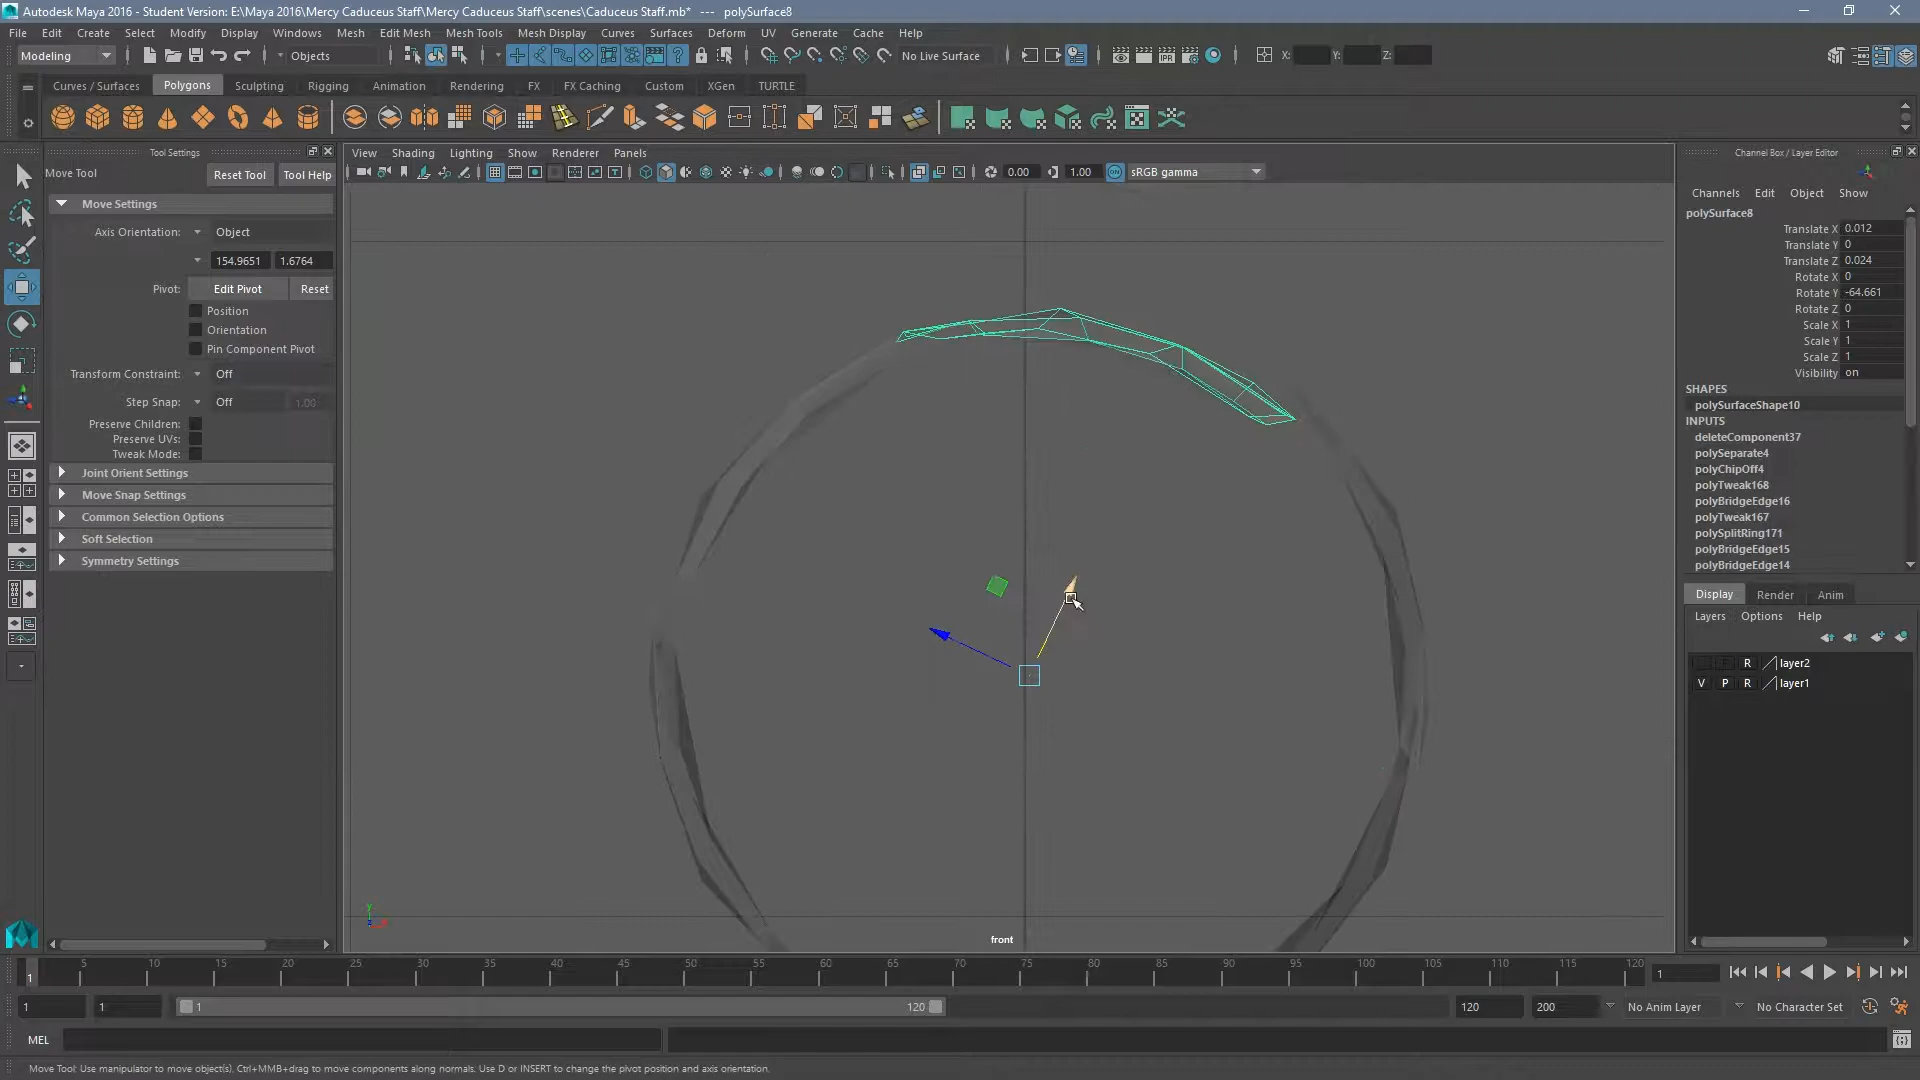 Autodesk Maya 2016 - Student Version: E:\Maya 2016\Mercy Caduceus Staff\Mercy Caduceus Staff\scenes\Caduceus Staff.mb* --- polySurface8
File Edit Create Select Modify Display Windows Mesh Edit Mesh Mesh Tools Mesh Display Curves Surfaces Deform UV Generate Cache Help
Modeling Objects No Live Surface X: Y: Z:
Curves / Surfaces Polygons Sculpting Rigging Animation Rendering FX FX Caching Custom XGen TURTLE
Tool Settings
Move Tool Reset Tool Tool Help
Move Settings
Axis Orientation: Object
154.9651 1.6764
Pivot: Edit Pivot Reset
Position
Orientation
Pin Component Pivot
Transform Constraint: Off
Step Snap: Off 1.00
Preserve Children:
Preserve UVs:
Tweak Mode:
Joint Orient Settings
Move Snap Settings
Common Selection Options
Soft Selection
Symmetry Settings
View Shading Lighting Show Renderer Panels
0.00 1.00 ON sRGB gamma
y
front
Channel Box / Layer Editor
Channels Edit Object Show
polySurface8
Translate X 0.012
Translate Y 0
Translate Z 0.024
Rotate X 0
Rotate Y -64.661
Rotate Z 0
Scale X 1
Scale Y 1
Scale Z 1
Visibility on
SHAPES
polySurfaceShape10
INPUTS
deleteComponent37
polySeparate4
polyChipOff4
polyTweak168
polyBridgeEdge16
polyTweak167
polySplitRing171
polyBridgeEdge15
polyBridgeEdge14
Display Render Anim
Layers Options Help
R layer2
V P R layer1
5 10 15 20 25 30 35 40 45 50 55 60 65 70 75 80 85 90 95 100 105 110 115 120
1 1
1 1 1 120 120 200 No Anim Layer No Character Set
MEL
Move Tool: Use manipulator to move object(s). Ctrl+MMB+drag to move components along normals. Use D or INSERT to change the pivot position and axis orientation.